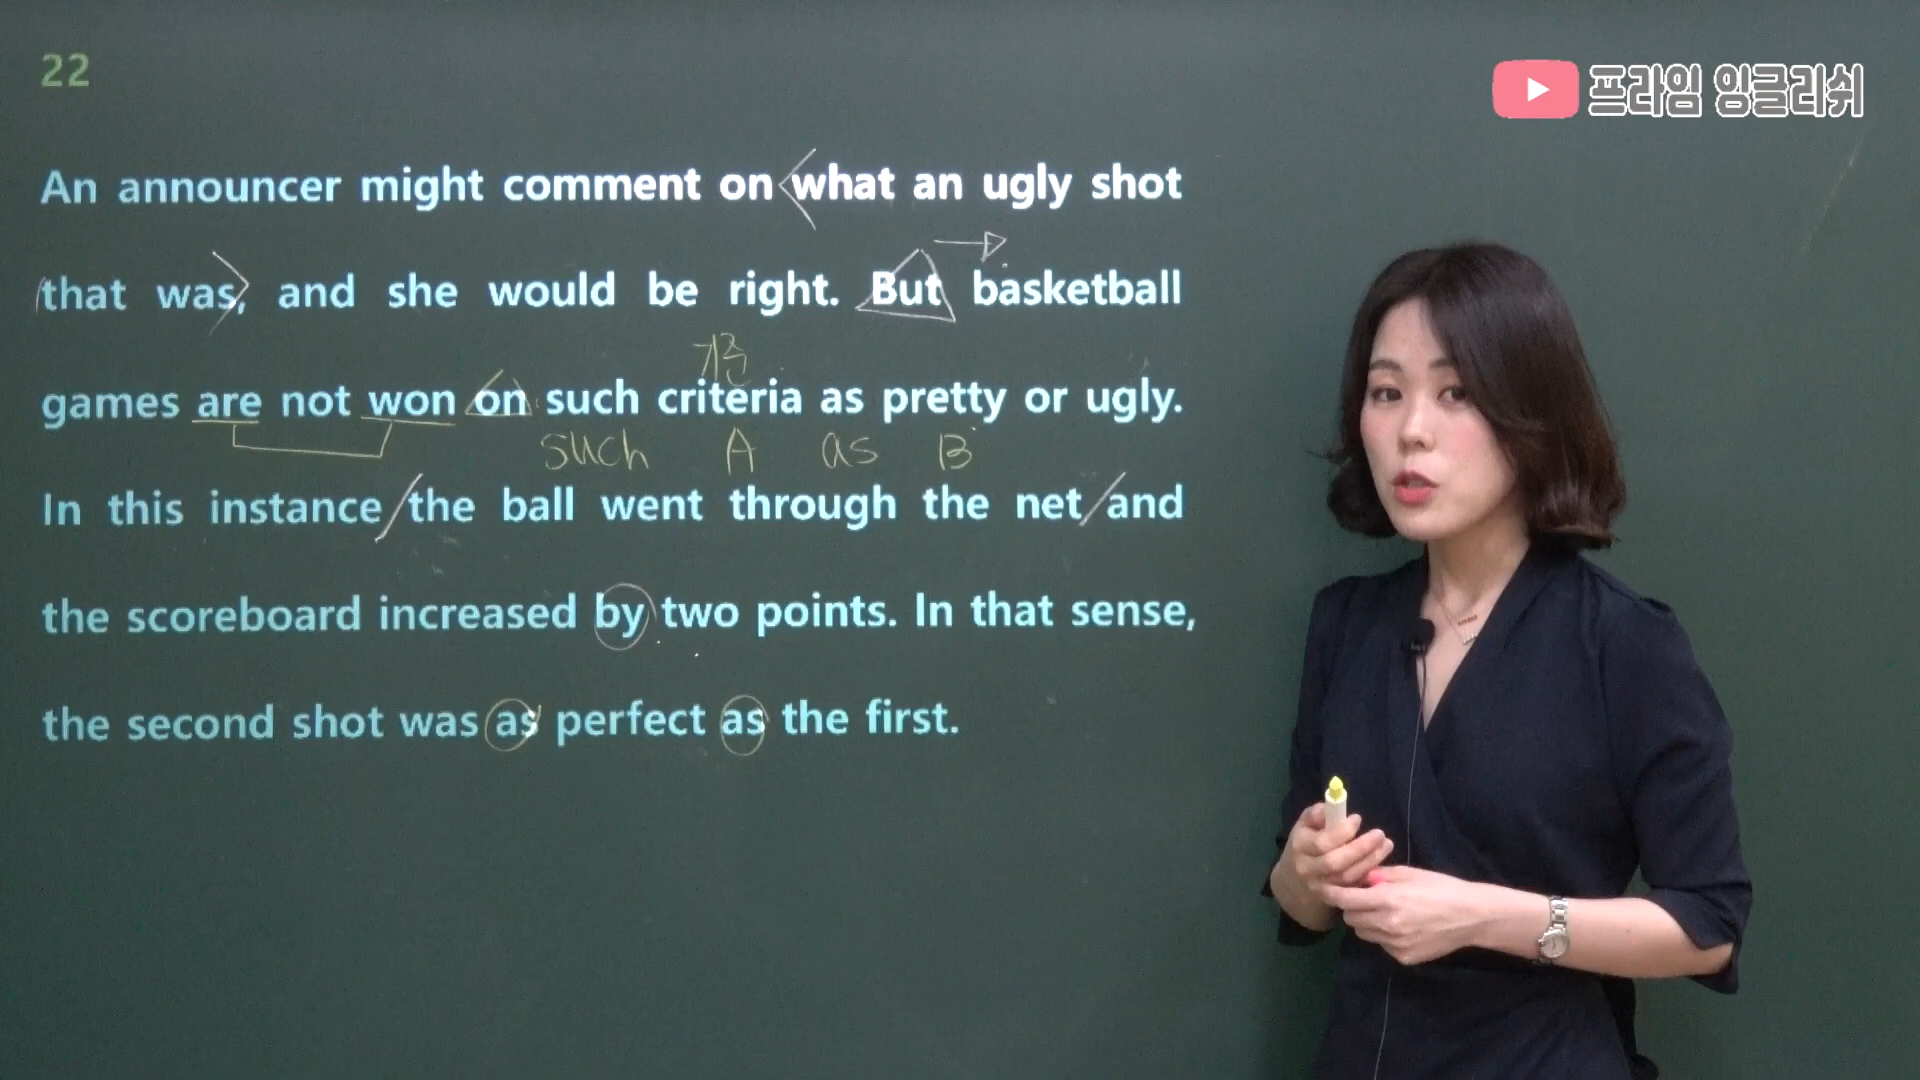 22
프라임 잉글리쉬
An announcer might comment on what an ugly shot
that was, and she would be right. But basketball
기준
games are not won on such criteria as pretty or ugly.
such A as B
In this instance the ball went through the net and
the scoreboard increased by two points. In that sense,
the second shot was as perfect as the first.